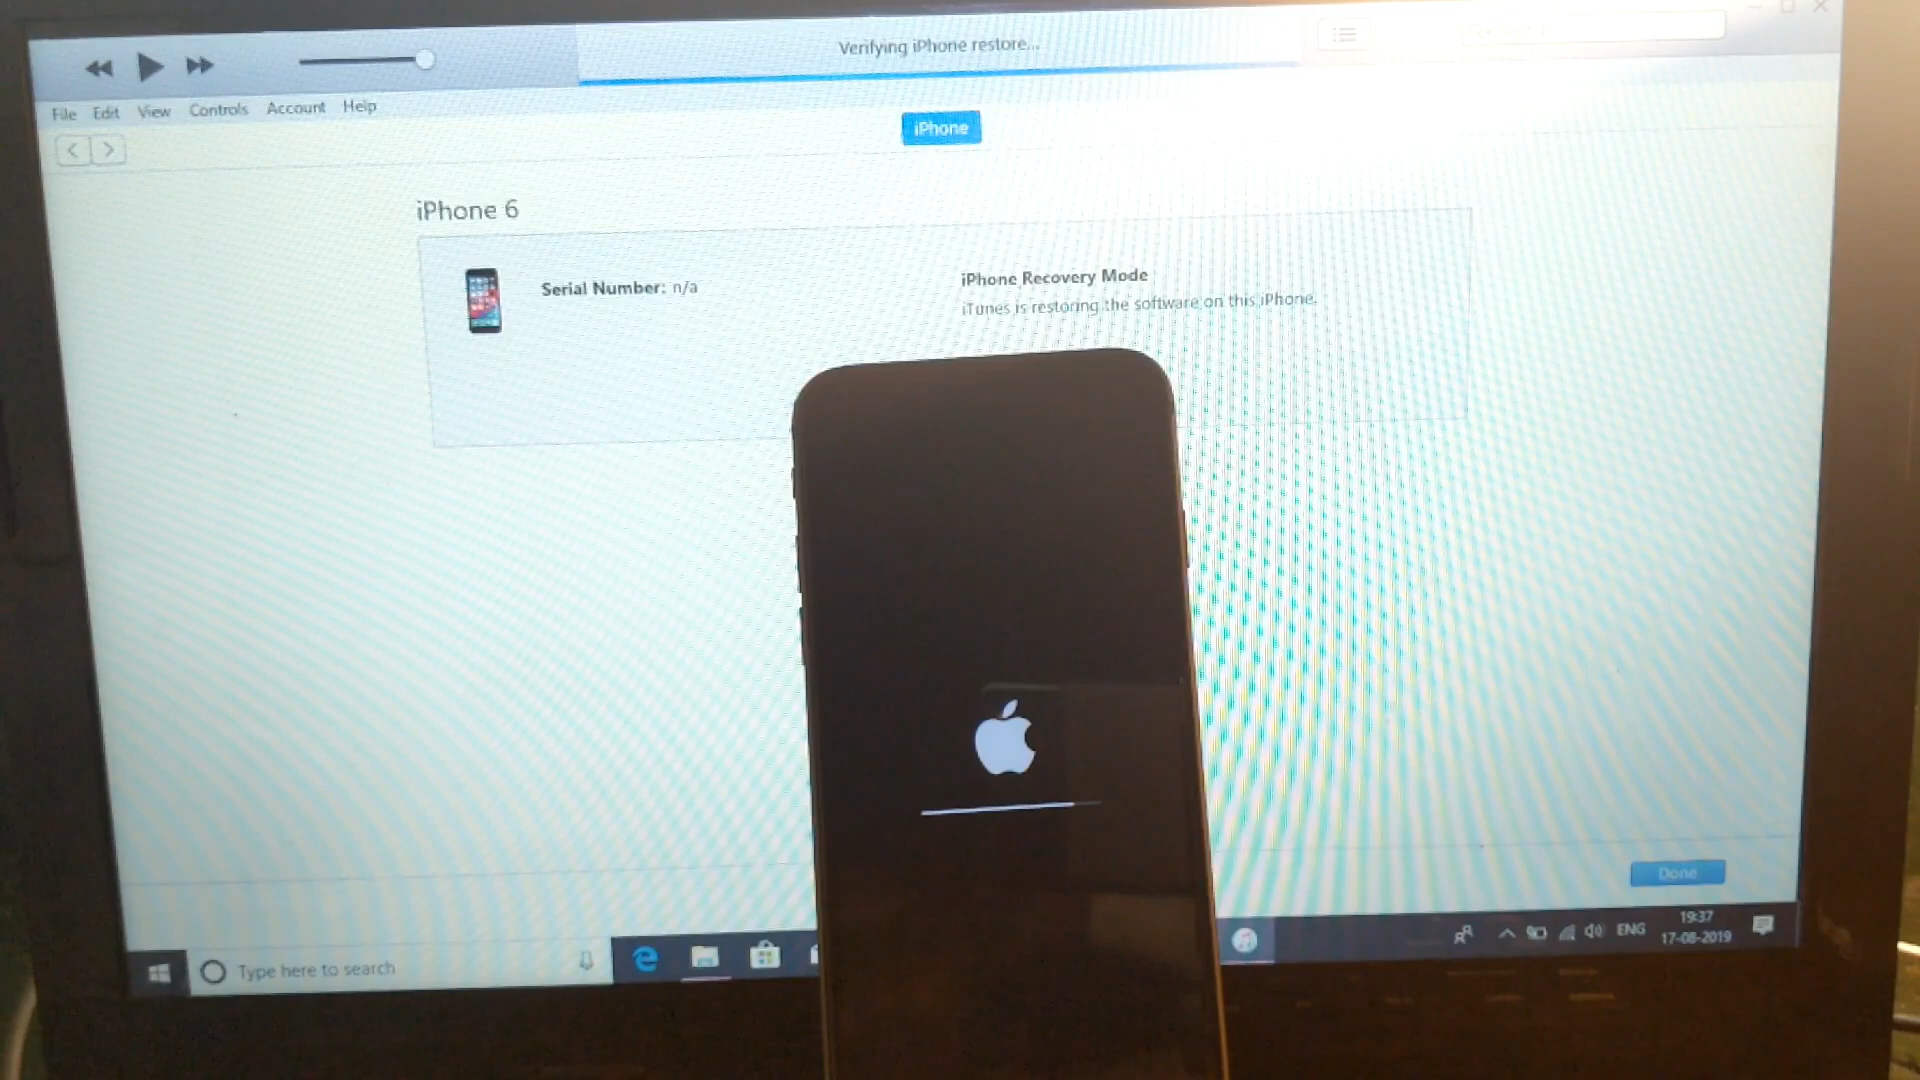 Verifying iPhone restore...
File Edit View Controls Account Help
iPhone
iPhone 6
Serial Number: n/a
iPhone Recovery Mode
iTunes is restoring the software on this iPhone.
Done
Type here to search
ENG
19:37
17-08-2019